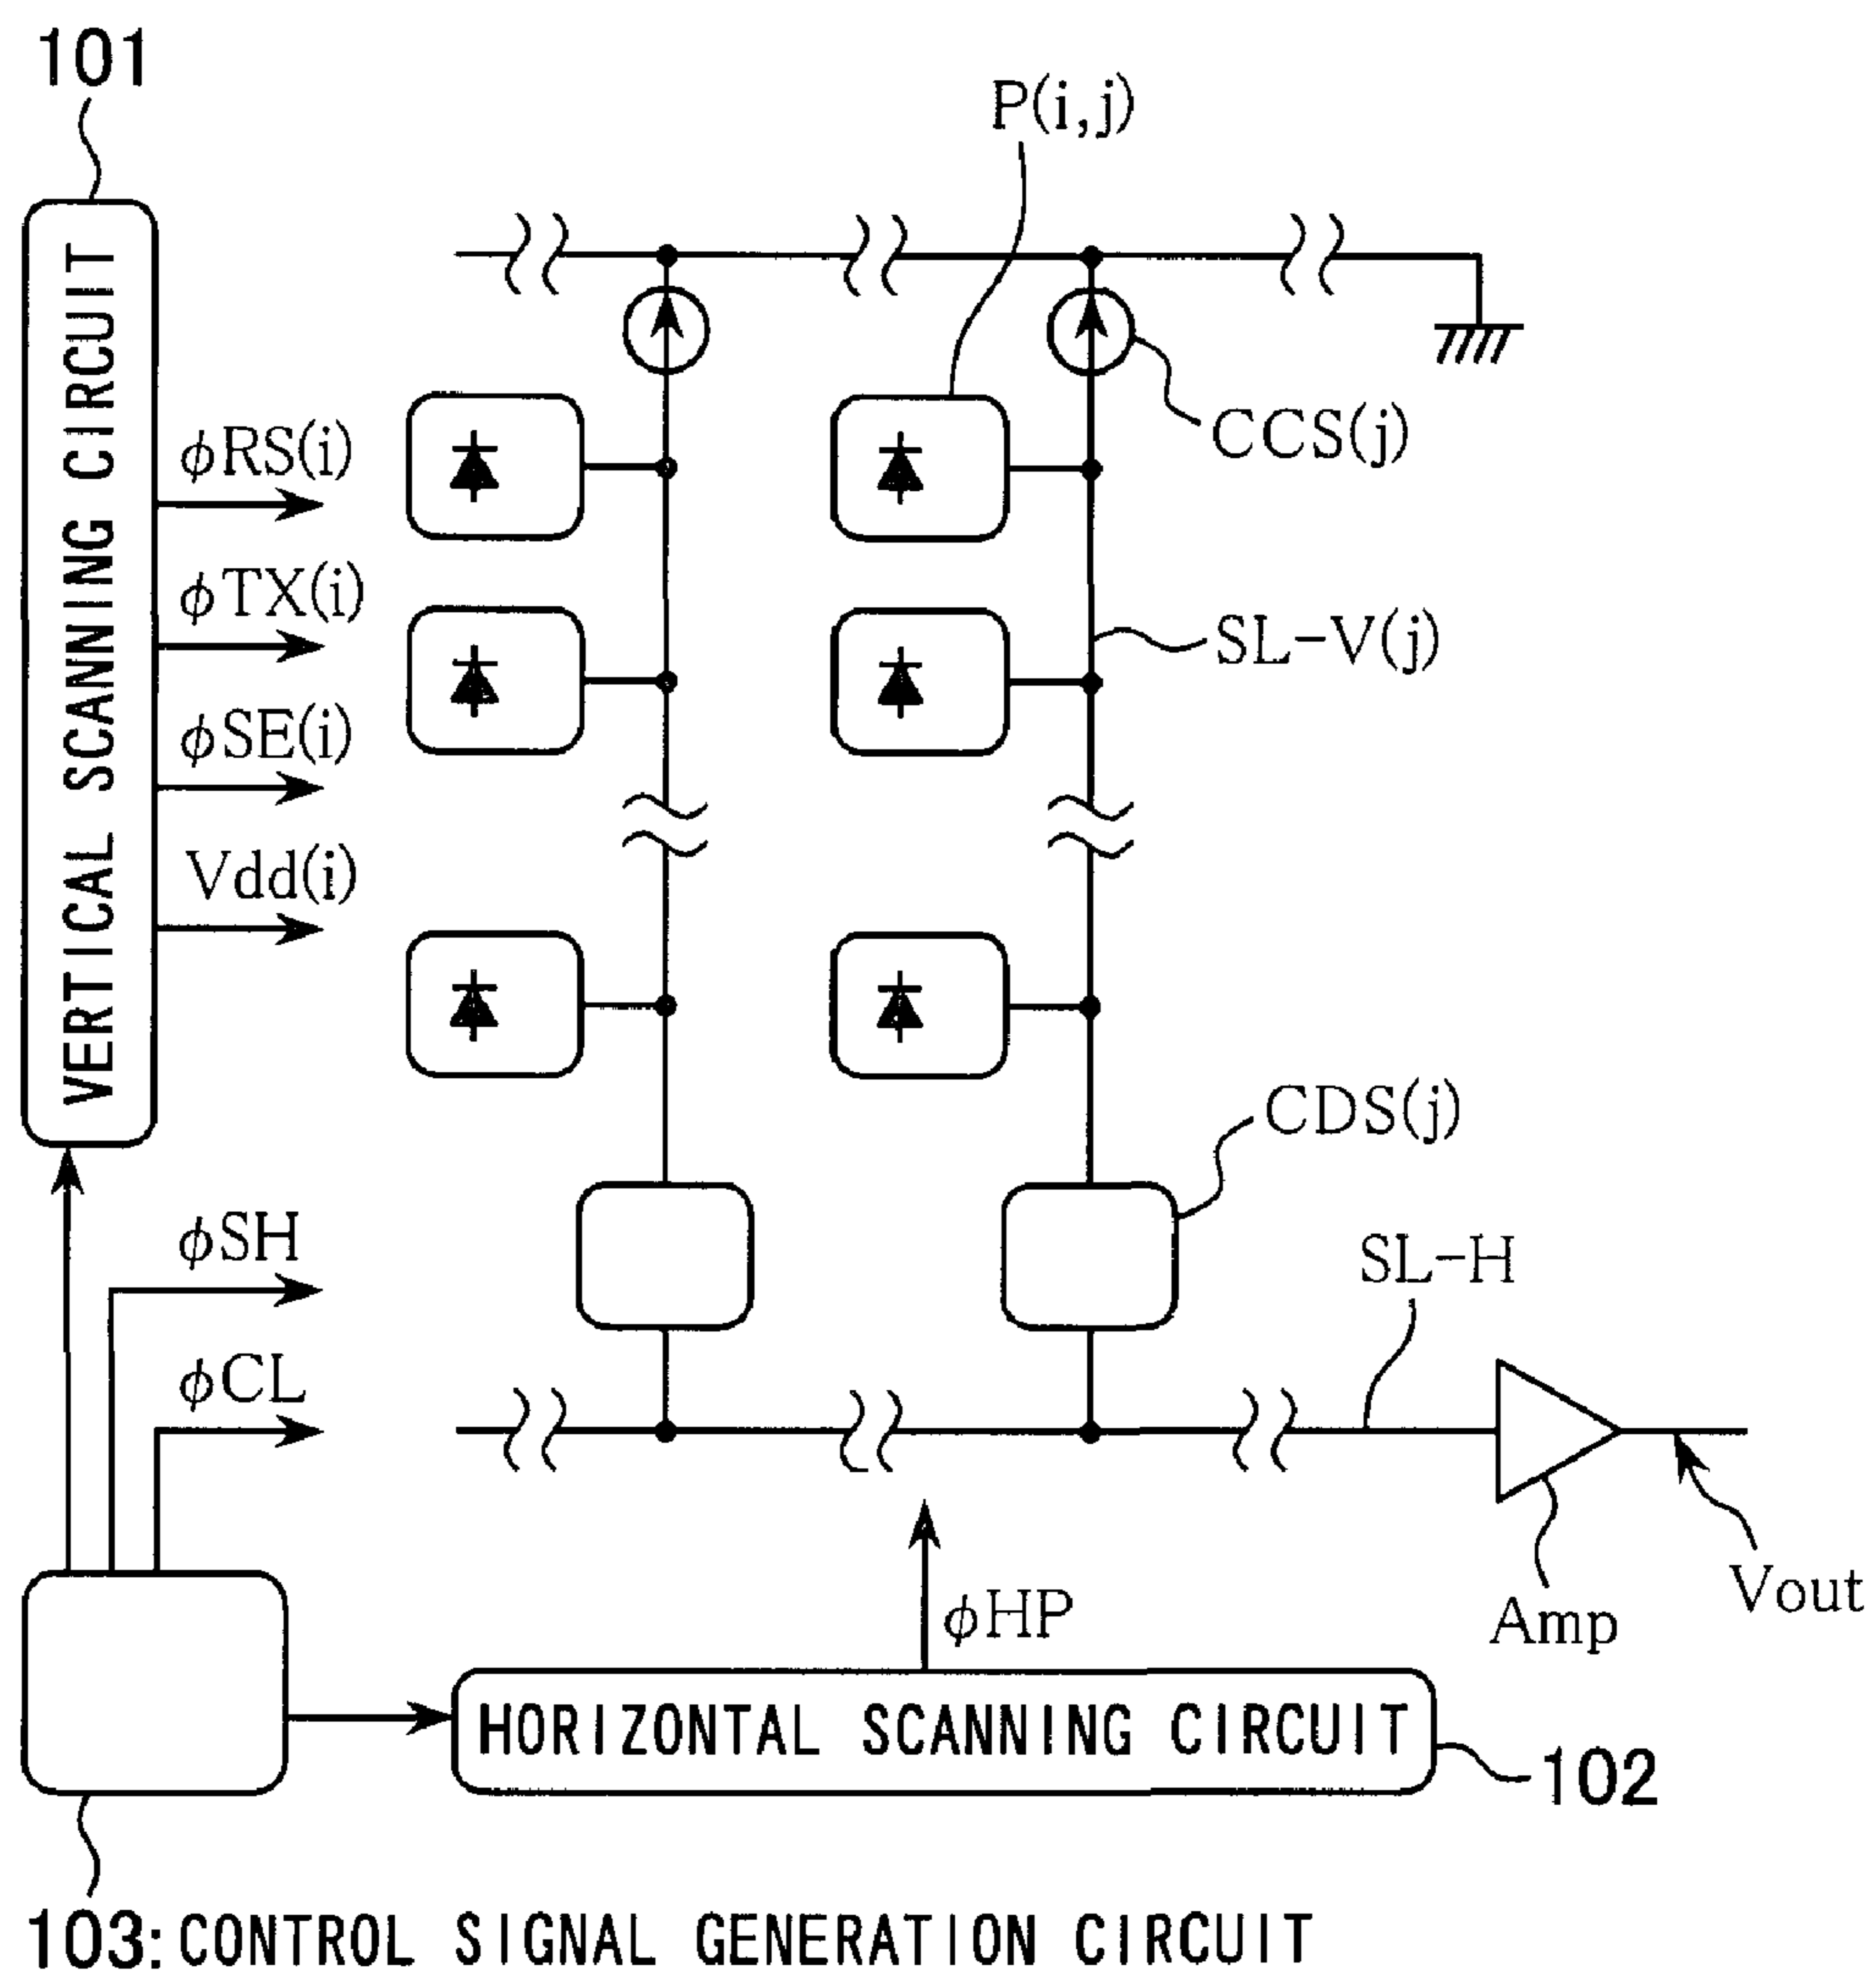 101
P(i,j)
VERTICAL SCANNING CIRCUIT
CCS(j)
φRS(i)
φTX(i)
SL-V(j)
φSE(i)
Vdd(i)
CDS(j)
φSH
SL-H
φCL
Vout
φHP
Amp
HORIZONTAL SCANNING CIRCUIT
102
103: CONTROL SIGNAL GENERATION CIRCUIT